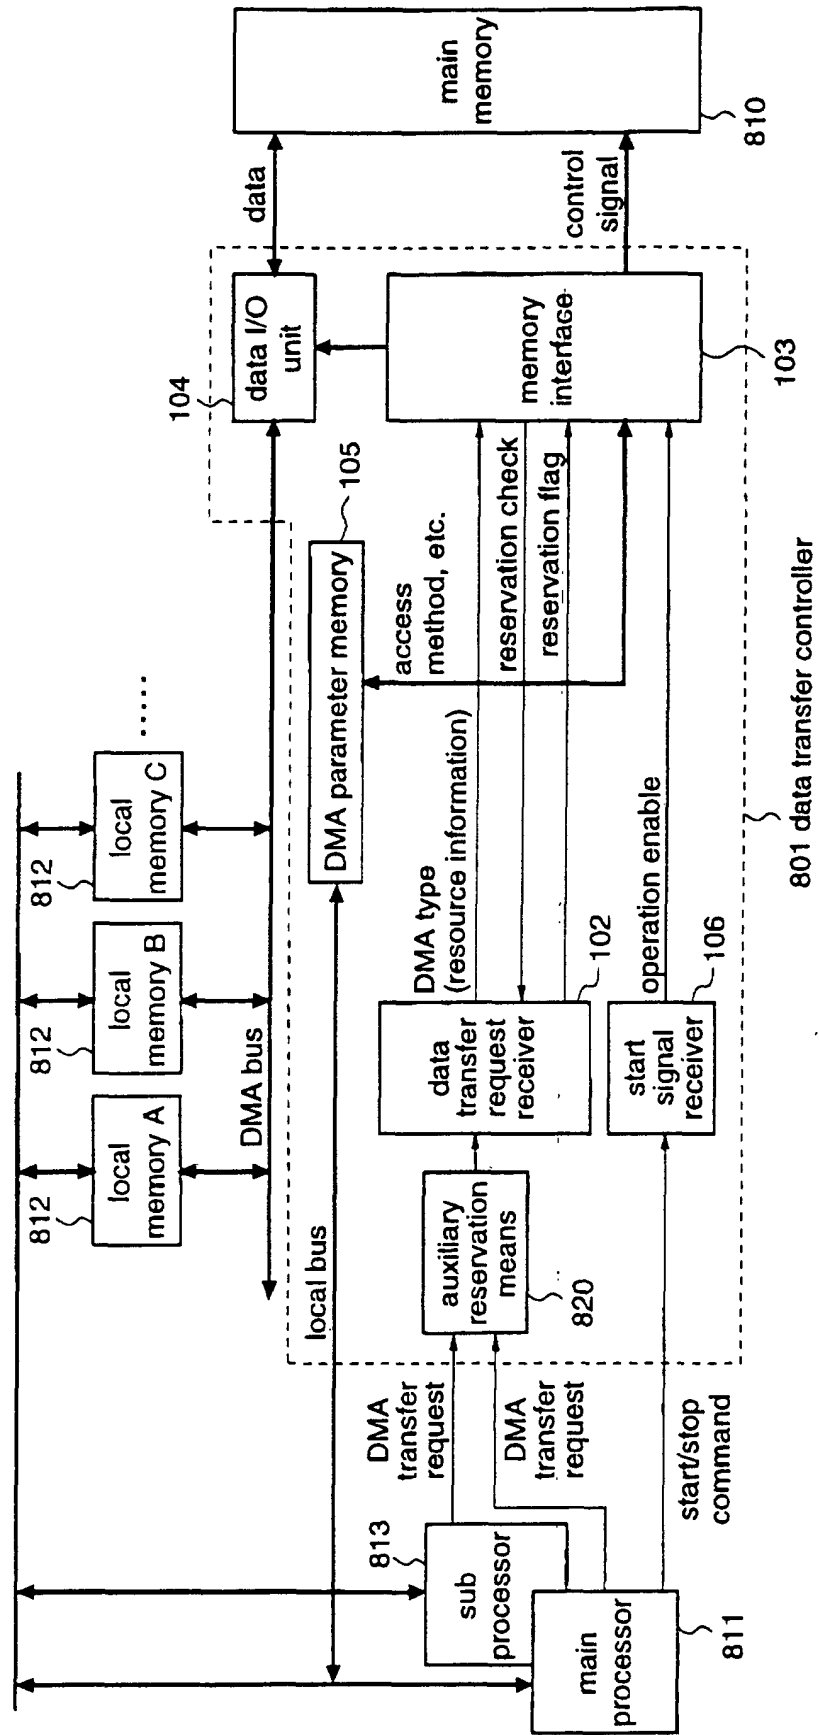 812
local
memory A
812
local
memory B
812
local
memory C
.....
DMA bus
local bus
DMA parameter memory
105
104
data I/O
unit
data
main
memory
810
control
signal
access
method, etc.
813
sub
processor
main
processor
811
DMA
transfer
request
DMA
transfer
request
start/stop
command
auxiliary
reservation
means
820
data
transfer
request
receiver
102
DMA type
(resource information)
reservation check
reservation flag
memory
interface
103
start
signal
receiver
106
operation enable
801 data transfer controller